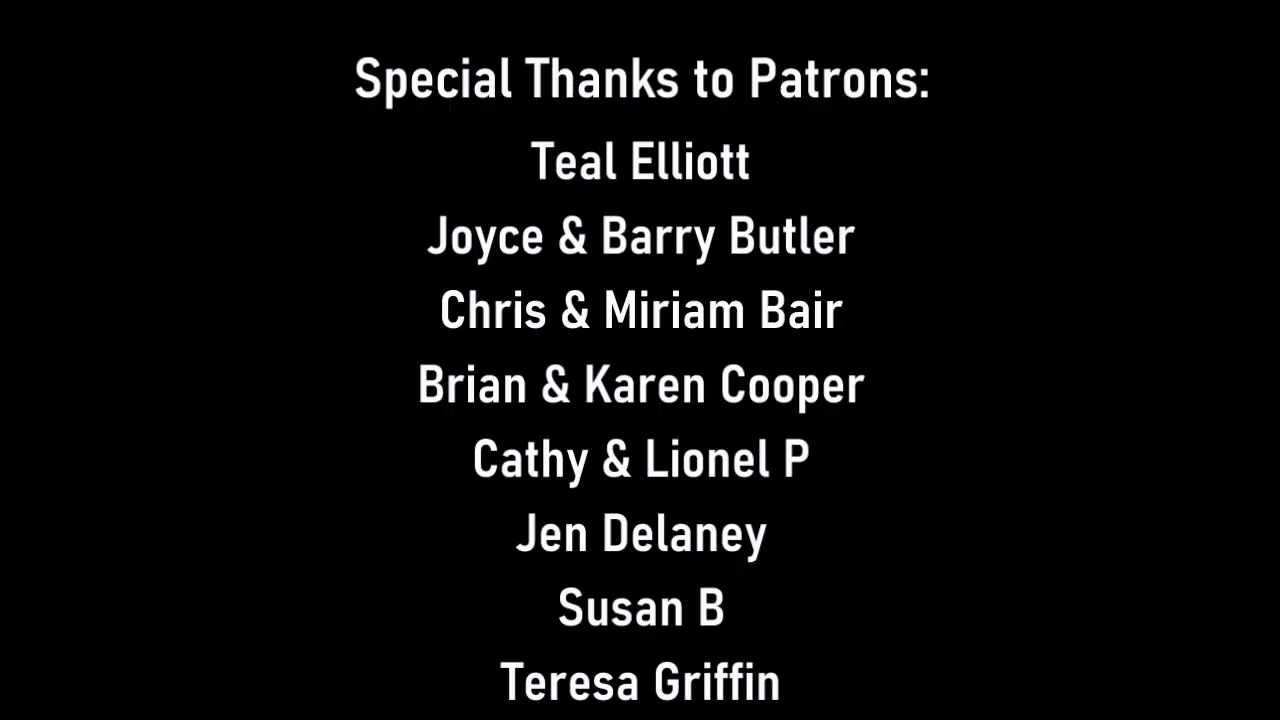 Special Thanks to Patrons:
Teal Elliott
Joyce & Barry Butler
Chris & Miriam Bair
Brian & Karen Cooper
Cathy & Lionel P
Jen Delaney
Susan B
Teresa Griffin